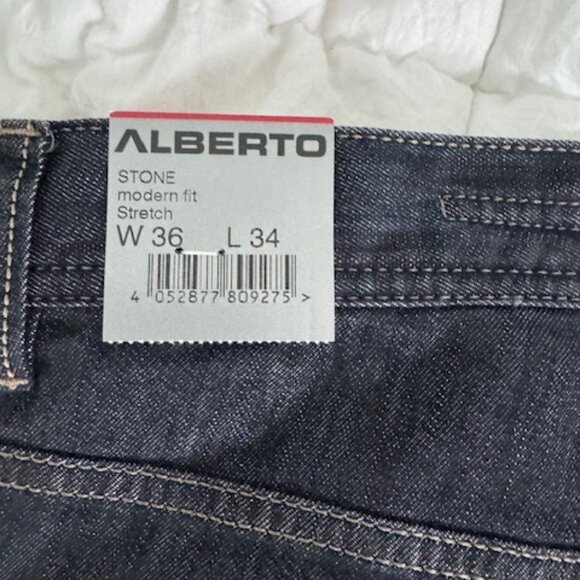 ALBERTO
STONE
modern fit
Stretch
W 36 L 34
4 052877 809275 >